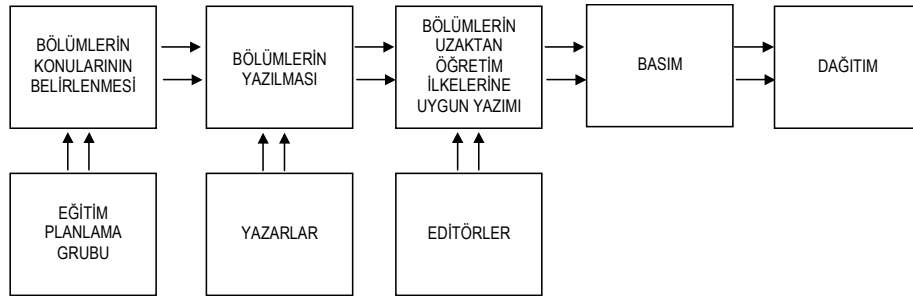 BÖLÜMLERİN
KONULARININ
BELİRLENMESİ
BÖLÜMLERİN
YAZILMASI
BÖLÜMLERİN
UZAKTAN
ÖĞRETİM
İLKELERİNE
UYGUN YAZIMI
BASIM
DAĞITIM
EĞİTİM
PLANLAMA
GRUBU
YAZARLAR
EDİTÖRLER